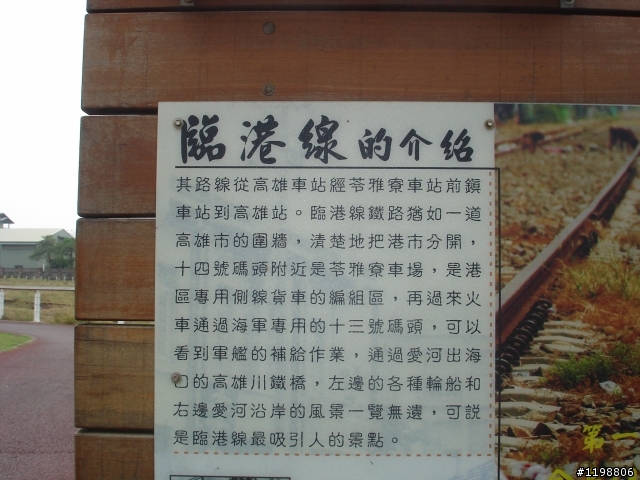 臨港線的介紹
其路線從高雄車站經苓雅寮車站前鎮
車站到高雄站。臨港線鐵路猶如一道
高雄市的圍牆，清楚地把港市分開，
十四號碼頭附近是苓雅寮車場，是港
區專用側線貨車的編組區，再過來火
車通過海軍專用的十三號碼頭，可以
看到軍艦的補給作業，通過愛河出海
口的高雄川鐵橋，左邊的各種輪船和
右邊愛河沿岸的風景一覽無遺，可說
是臨港線最吸引人的景點。
第一
#1198806